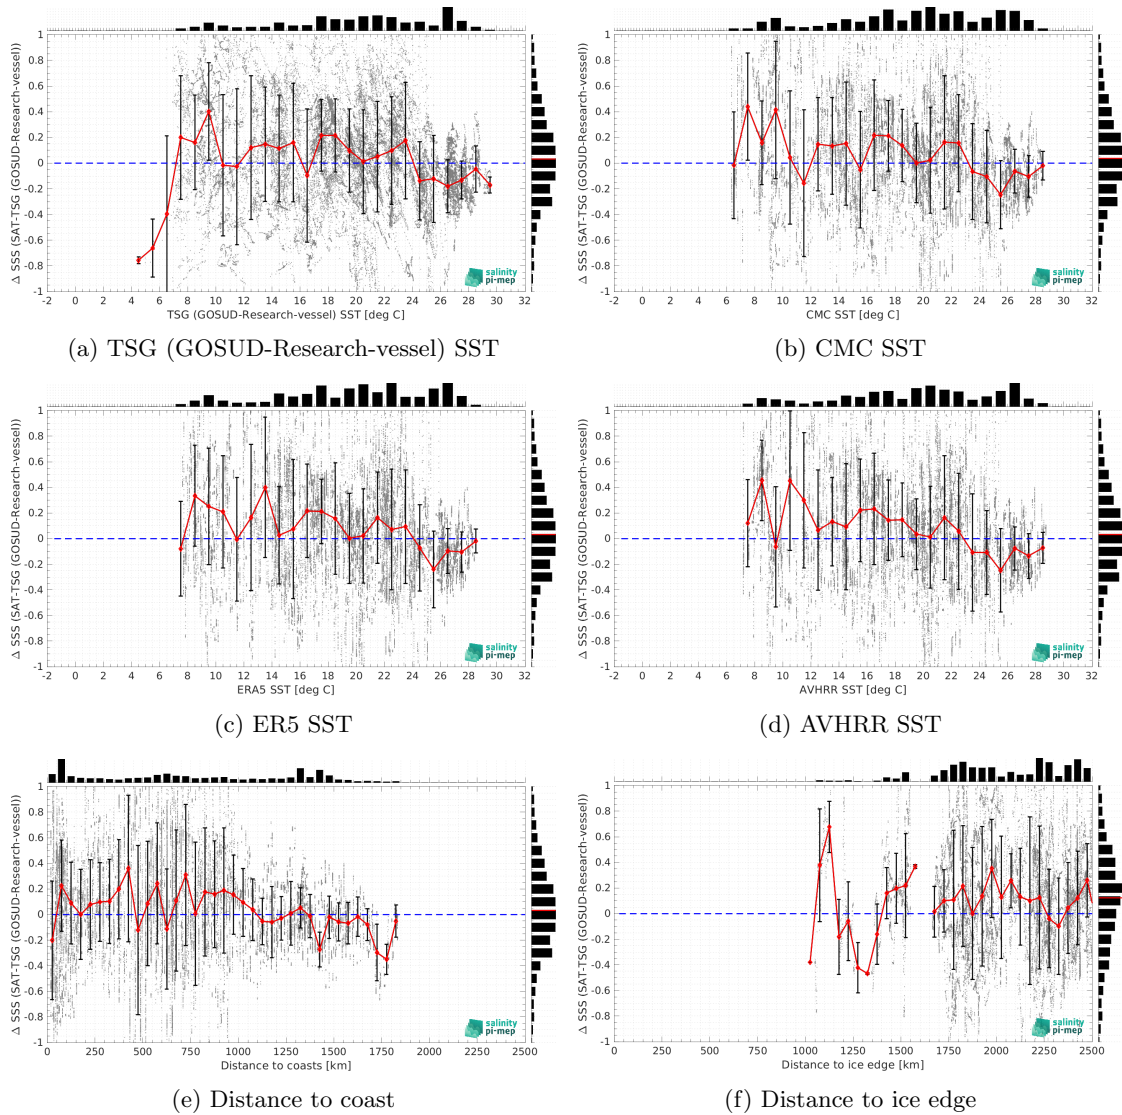 Δ SSS (SAT-TSG (GOSUD-Research-vessel))
1
0.8
0.6
0.4
0.2
0
-0.2
-0.4
-0.6
-0.8
-1
-2 0 2 4 6 8 10 12 14 16 18 20 22 24 26 28 30 32
TSG (GOSUD-Research-vessel) SST [deg C]
salinity
pi-mep
(a) TSG (GOSUD-Research-vessel) SST
Δ SSS (SAT-TSG (GOSUD-Research-vessel))
1
0.8
0.6
0.4
0.2
0
-0.2
-0.4
-0.6
-0.8
-1
-2 0 2 4 6 8 10 12 14 16 18 20 22 24 26 28 30 32
CMC SST [deg C]
salinity
pi-mep
(b) CMC SST
Δ SSS (SAT-TSG (GOSUD-Research-vessel))
1
0.8
0.6
0.4
0.2
0
-0.2
-0.4
-0.6
-0.8
-1
-2 0 2 4 6 8 10 12 14 16 18 20 22 24 26 28 30 32
ERA5 SST [deg C]
salinity
pi-mep
(c) ER5 SST
Δ SSS (SAT-TSG (GOSUD-Research-vessel))
1
0.8
0.6
0.4
0.2
0
-0.2
-0.4
-0.6
-0.8
-1
-2 0 2 4 6 8 10 12 14 16 18 20 22 24 26 28 30 32
AVHRR SST [deg C]
salinity
pi-mep
(d) AVHRR SST
Δ SSS (SAT-TSG (GOSUD-Research-vessel))
1
0.8
0.6
0.4
0.2
0
-0.2
-0.4
-0.6
-0.8
-1
0 250 500 750 1000 1250 1500 1750 2000 2250 2500
Distance to coasts [km]
salinity
pi-mep
(e) Distance to coast
Δ SSS (SAT-TSG (GOSUD-Research-vessel))
1
0.8
0.6
0.4
0.2
0
-0.2
-0.4
-0.6
-0.8
-1
0 250 500 750 1000 1250 1500 1750 2000 2250 2500
Distance to ice edge [km]
salinity
pi-mep
(f) Distance to ice edge